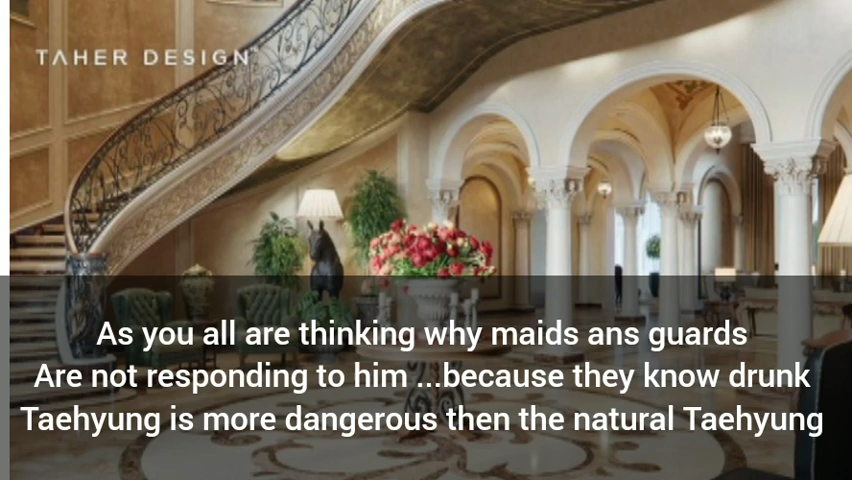 TAHER DESIGN
As you all are thinking why maids ans guards
Are not responding to him ...because they know drunk
Taehyung is more dangerous then the natural Taehyung